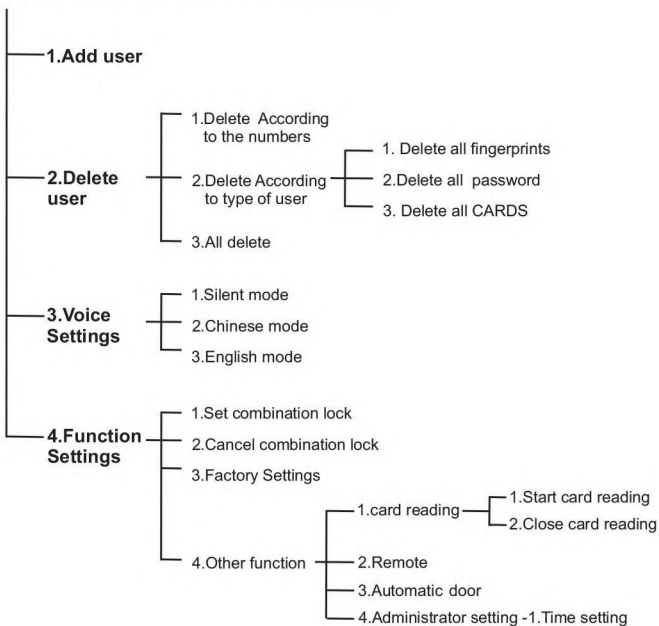 1.Add user
2.Delete
user
1.Delete According
to the numbers
2.Delete According
to type of user
1. Delete all fingerprints
2.Delete all password
3. Delete all CARDS
3.All delete
3.Voice
Settings
1.Silent mode
2.Chinese mode
3.English mode
4.Function
Settings
1.Set combination lock
2.Cancel combination lock
3.Factory Settings
4.Other function
1.card reading
1.Start card reading
2.Close card reading
2.Remote
3.Automatic door
4.Administrator setting -1.Time setting